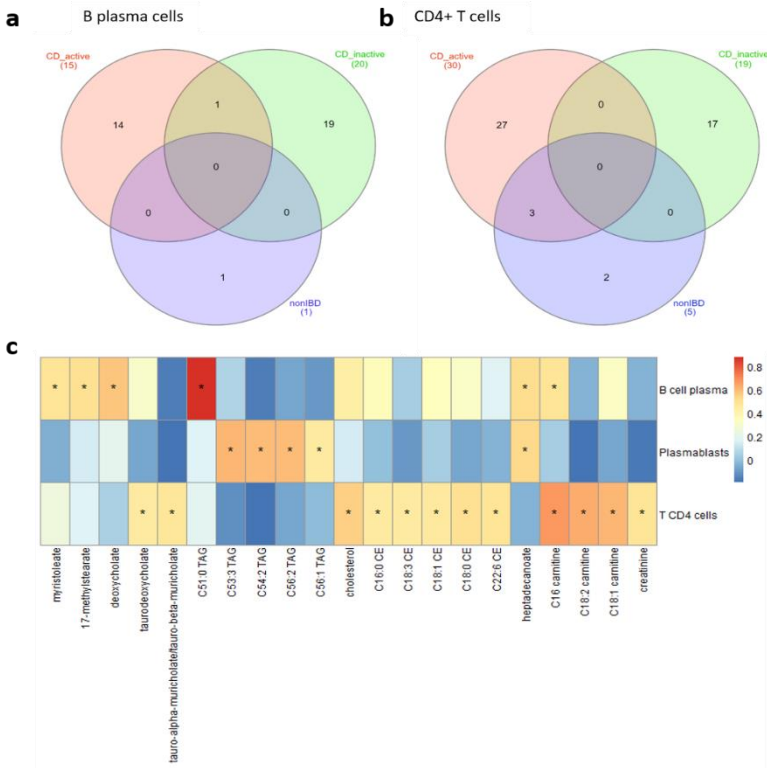 a
B plasma cells
b
CD4+ T cells
CD_active
(15)
CD_inactive
(20)
14
1
19
0
0
0
1
nonIBD
(1)
CD_active
(30)
CD_inactive
(19)
27
0
17
0
3
0
2
nonIBD
(5)
c
* * * * * *
B cell plasma
* * * * *
Plasmablasts
* * * * * * * * * * * *
T CD4 cells
0.8
0.6
0.4
0.2
0
myristoleate
17-methylstearate
deoxycholate
taurodeoxycholate
tauro-alpha-muricholate/tauro-beta-muricholate
C51:0 TAG
C53:3 TAG
C54:2 TAG
C56:2 TAG
C56:1 TAG
cholesterol
C16:0 CE
C18:3 CE
C18:1 CE
C18:0 CE
C22:6 CE
heptadecanoate
C16 carnitine
C18:2 carnitine
C18:1 carnitine
creatinine